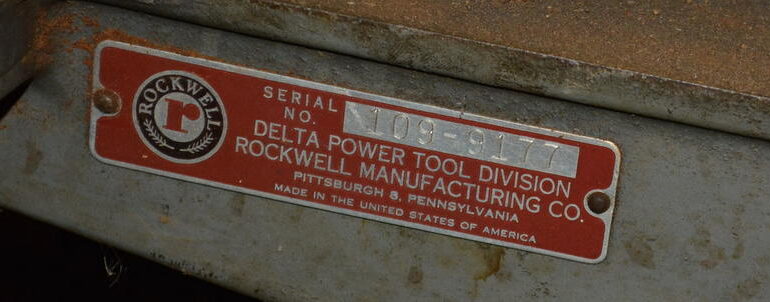 ROCKWELL
r
SERIAL
NO. 109-9177
DELTA POWER TOOL DIVISION
ROCKWELL MANUFACTURING CO.
PITTSBURGH 8, PENNSYLVANIA
MADE IN THE UNITED STATES OF AMERICA